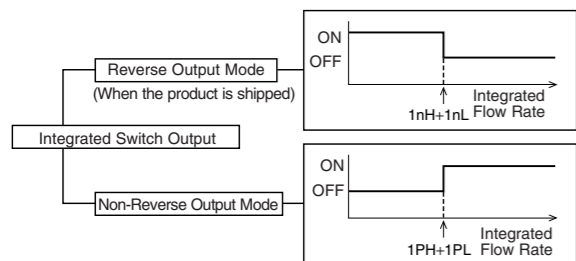 Reverse Output Mode
(When the product is shipped)
ON
OFF
1nH+1nL
Integrated
Flow Rate
Integrated Switch Output
Non-Reverse Output Mode
ON
OFF
1PH+1PL
Integrated
Flow Rate